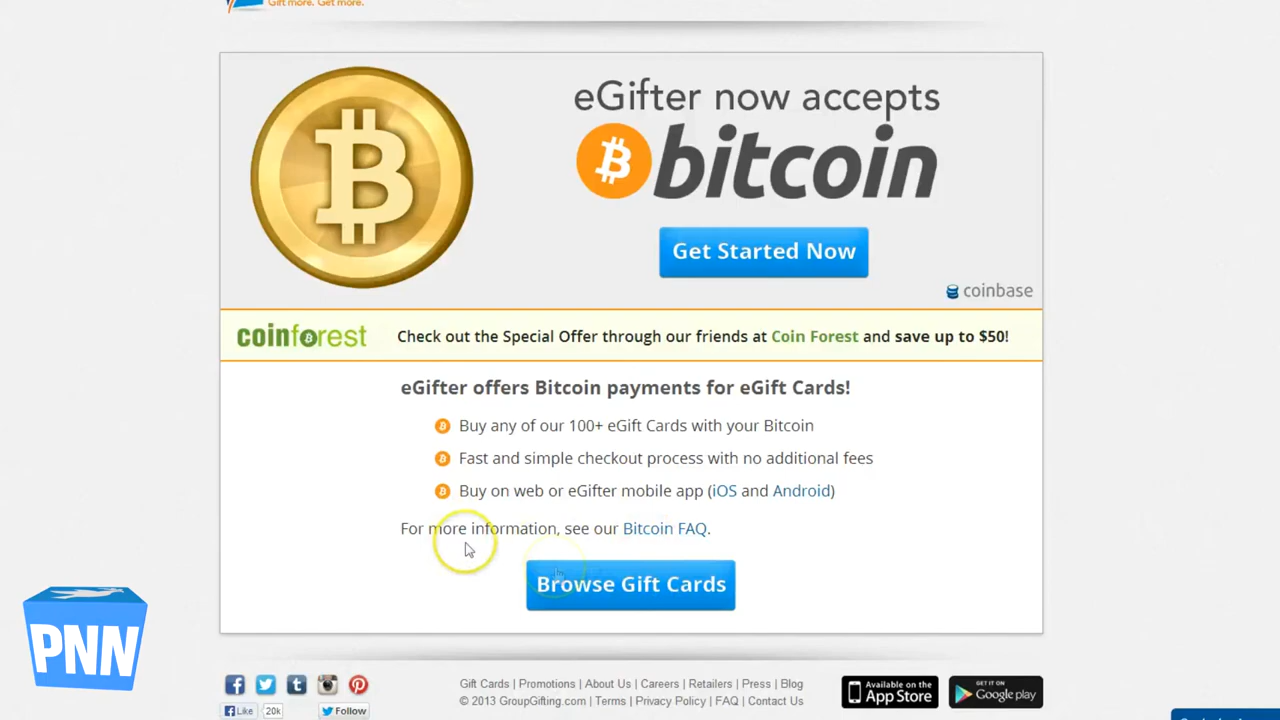 Gift more. Get more.
eGifter now accepts
bitcoin
Get Started Now
coinbase
coinforest Check out the Special Offer through our friends at Coin Forest and save up to $50!
eGifter offers Bitcoin payments for eGift Cards!
Buy any of our 100+ eGift Cards with your Bitcoin
Fast and simple checkout process with no additional fees
Buy on web or eGifter mobile app (iOS and Android)
For more information, see our Bitcoin FAQ.
Browse Gift Cards
PNN
Gift Cards | Promotions | About Us | Careers | Retailers | Press | Blog
© 2013 GroupGifting.com | Terms | Privacy Policy | FAQ | Contact Us
Like 20k Follow
Available on the App Store
GET IT ON Google play